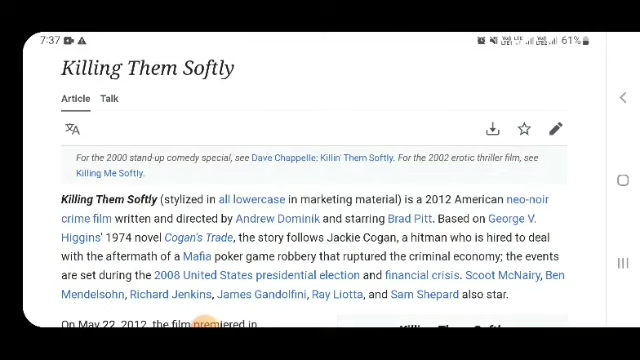 7:37
61%
Killing Them Softly
Article Talk
For the 2000 stand-up comedy special, see Dave Chappelle: Killin' Them Softly. For the 2002 erotic thriller film, see
Killing Me Softly.
Killing Them Softly (stylized in all lowercase in marketing material) is a 2012 American neo-noir
crime film written and directed by Andrew Dominik and starring Brad Pitt. Based on George V.
Higgins' 1974 novel Cogan's Trade, the story follows Jackie Cogan, a hitman who is hired to deal
with the aftermath of a Mafia poker game robbery that ruptured the criminal economy; the events
are set during the 2008 United States presidential election and financial crisis. Scoot McNairy, Ben
Mendelsohn, Richard Jenkins, James Gandolfini, Ray Liotta, and Sam Shepard also star.
On May 22, 2012, the film premiered in